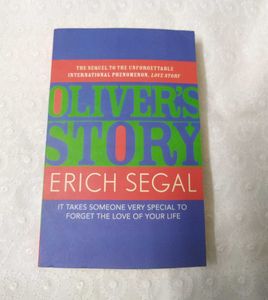 THE SEQUEL TO THE UNFORGETTABLE
INTERNATIONAL PHENOMENON, LOVE STORY
OLIVER'S
STORY
ERICH SEGAL
IT TAKES SOMEONE VERY SPECIAL TO
FORGET THE LOVE OF YOUR LIFE